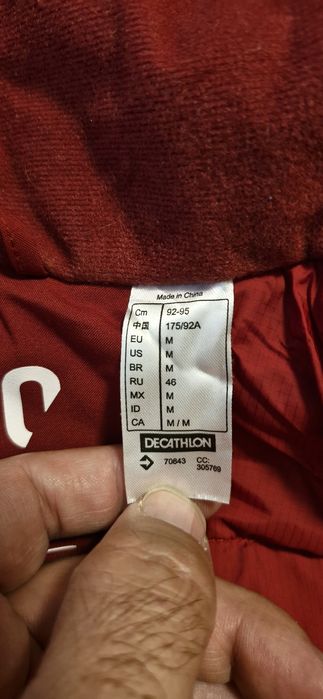 Made in China
Cm 92-95
中国 175/92A
EU M
US M
BR M
RU 46
MX M
ID M
CA M / M
DECATHLON
70843 CC:
305769